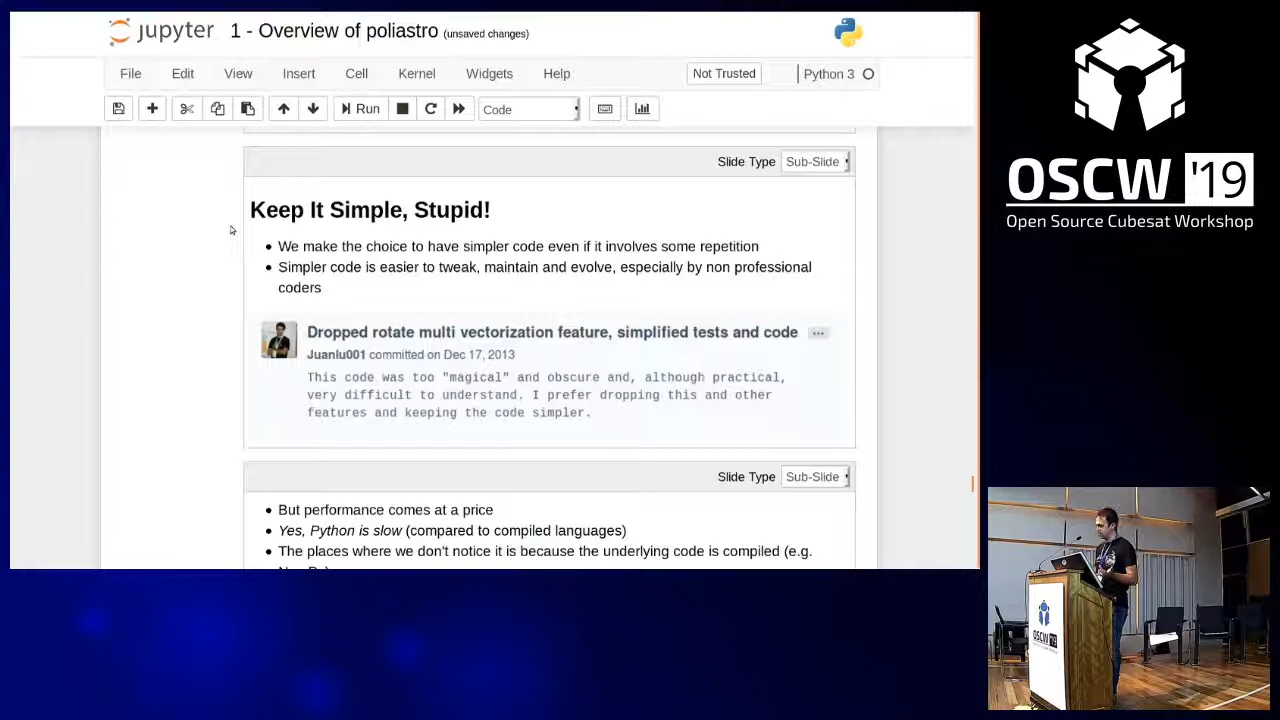 jupyter 1 - Overview of poliastro (unsaved changes)
File Edit View Insert Cell Kernel Widgets Help Not Trusted Python 3
Run Code
Slide Type Sub-Slide
Keep It Simple, Stupid!
We make the choice to have simpler code even if it involves some repetition
Simpler code is easier to tweak, maintain and evolve, especially by non professional
coders
Dropped rotate multi vectorization feature, simplified tests and code ...
Juanlu001 committed on Dec 17, 2013
This code was too "magical" and obscure and, although practical,
very difficult to understand. I prefer dropping this and other
features and keeping the code simpler.
Slide Type Sub-Slide
But performance comes at a price
Yes, Python is slow (compared to compiled languages)
The places where we don't notice it is because the underlying code is compiled (e.g.
OSCW '19
Open Source Cubesat Workshop
OSCW '19